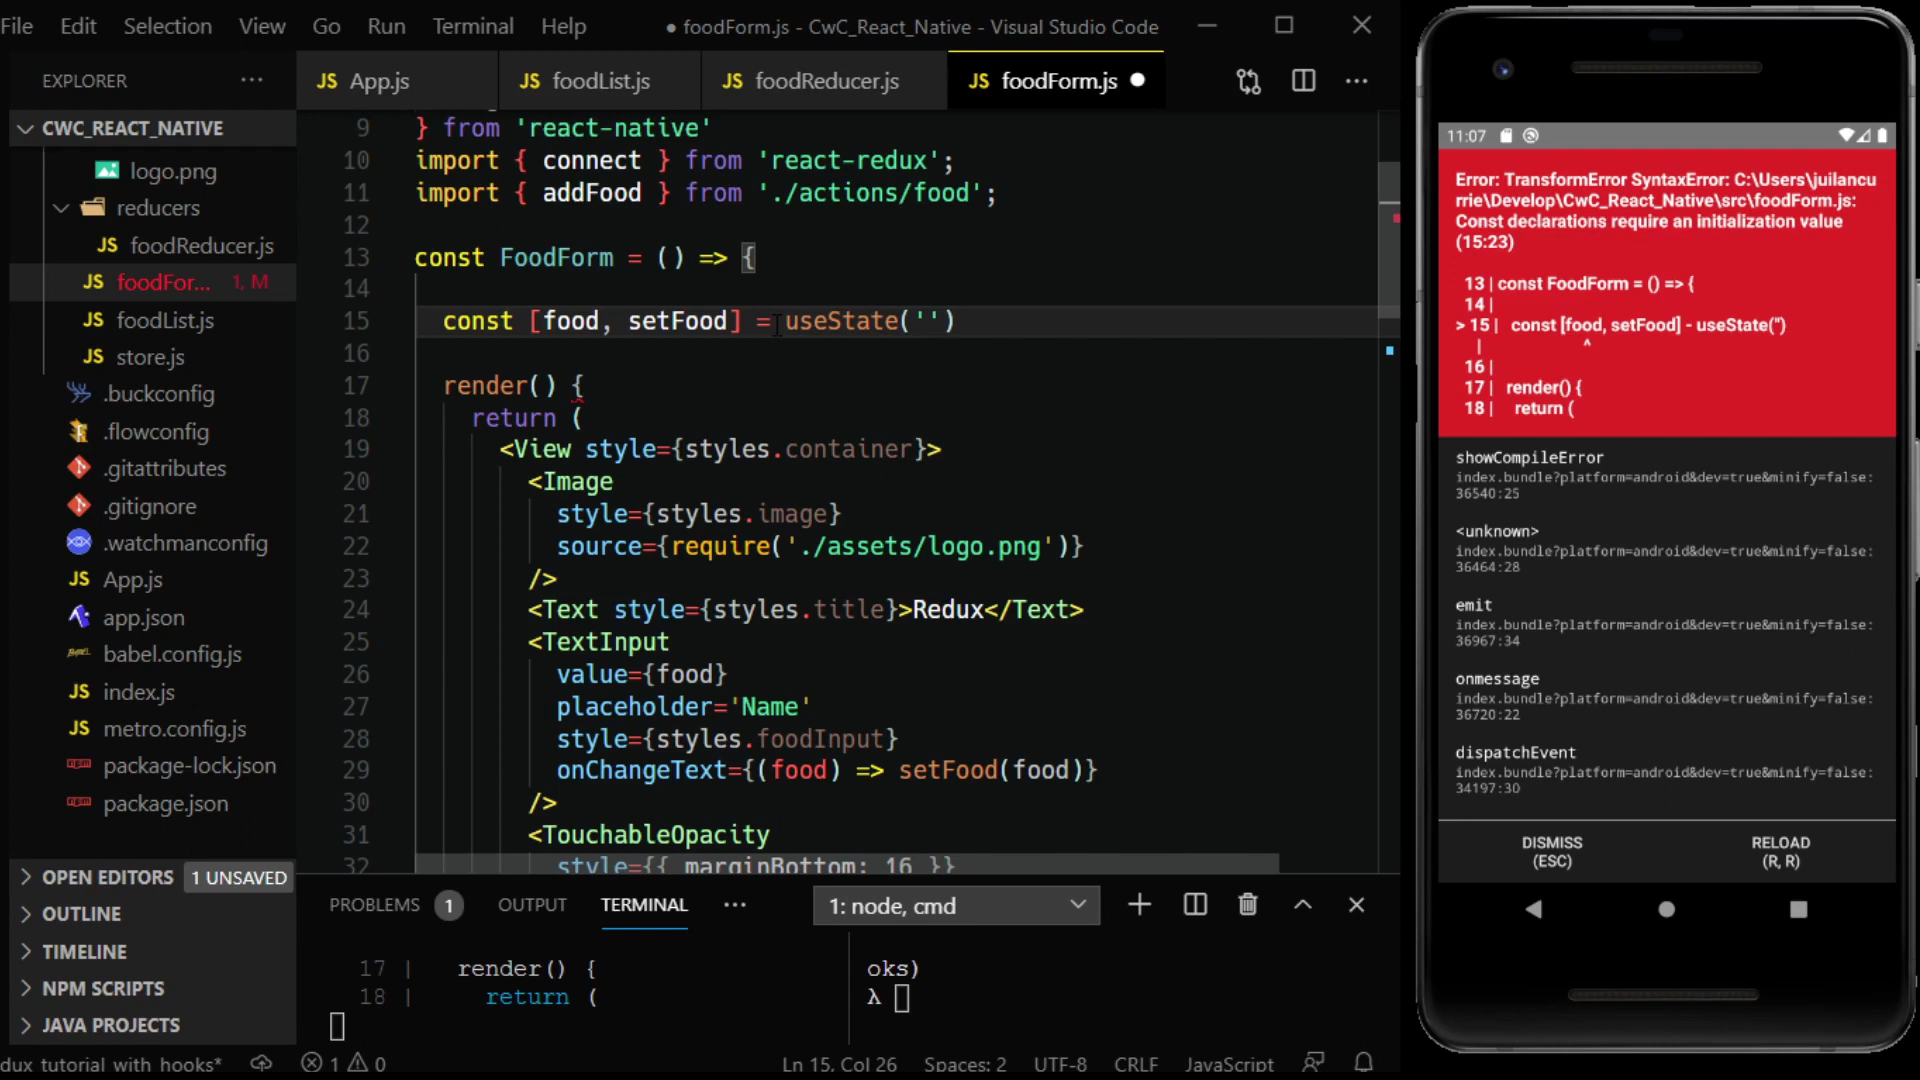 File Edit Selection View Go Run Terminal Help
● foodForm.js - CwC_React_Native - Visual Studio Code
EXPLORER ...
JS App.js
JS foodList.js
JS foodReducer.js
JS foodForm.js ●
CWC_REACT_NATIVE
logo.png
reducers
JS foodReducer.js
JS foodFor... 1, M
JS foodList.js
JS store.js
.buckconfig
.flowconfig
.gitattributes
.gitignore
.watchmanconfig
JS App.js
app.json
babel.config.js
JS index.js
JS metro.config.js
package-lock.json
package.json
OPEN EDITORS 1 UNSAVED
OUTLINE
TIMELINE
NPM SCRIPTS
JAVA PROJECTS
9 } from 'react-native'
10 import { connect } from 'react-redux';
11 import { addFood } from './actions/food';
12
13 const FoodForm = () => {
14
15 const [food, setFood] = useState('')
16
17 render() {
18 return (
19 <View style={styles.container}>
20 <Image
21 style={styles.image}
22 source={require('./assets/logo.png')}
23 />
24 <Text style={styles.title}>Redux</Text>
25 <TextInput
26 value={food}
27 placeholder='Name'
28 style={styles.foodInput}
29 onChangeText={(food) => setFood(food)}
30 />
31 <TouchableOpacity
32 style={{ marginBottom: 16 }}
PROBLEMS 1 OUTPUT TERMINAL ... 1: node, cmd
17 | render() {
18 | return (
oks)
λ
dux tutorial with hooks* 1 0 Ln 15, Col 26 Spaces: 2 UTF-8 CRLF JavaScript
11:07
Error: TransformError SyntaxError: C:\Users\juilancu
rrie\Develop\CwC_React_Native\src\foodForm.js:
Const declarations require an initialization value
(15:23)
13 | const FoodForm = () => {
14 |
> 15 | const [food, setFood] - useState('')
| ^
16 |
17 | render() {
18 | return (
showCompileError
index.bundle?platform=android&dev=true&minify=false:
36540:25
<unknown>
index.bundle?platform=android&dev=true&minify=false:
36464:28
emit
index.bundle?platform=android&dev=true&minify=false:
36967:34
onmessage
index.bundle?platform=android&dev=true&minify=false:
36720:22
dispatchEvent
index.bundle?platform=android&dev=true&minify=false:
34197:30
DISMISS
(ESC)
RELOAD
(R, R)